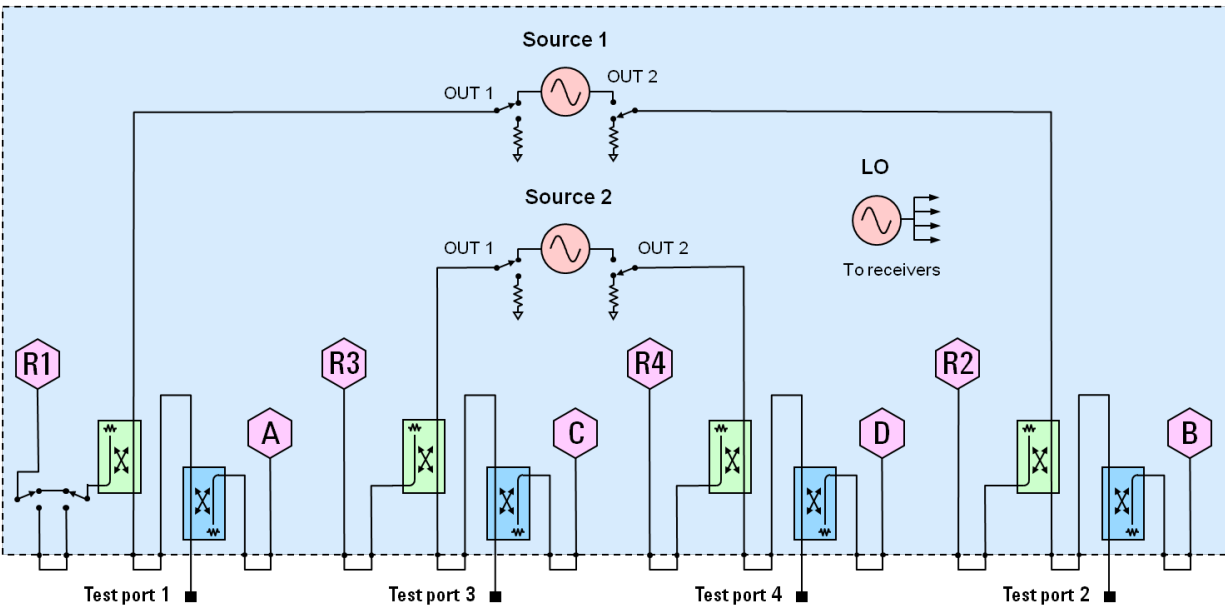 Source 1
OUT 1
OUT 2
LO
Source 2
OUT 1
OUT 2
To receivers
R1
R3
R4
R2
A
C
D
B
Test port 1
Test port 3
Test port 4
Test port 2